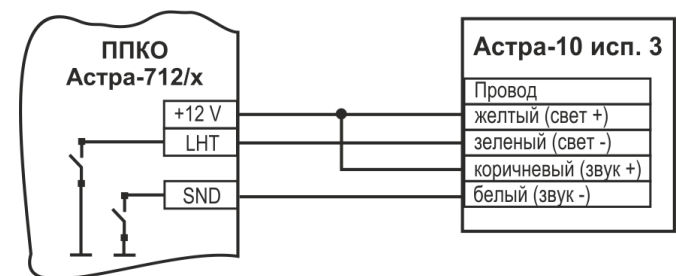 ППКО
Астра-712/х
+12 V
LHT
SND
Астра-10 исп. 3
Провод
желтый (свет +)
зеленый (свет -)
коричневый (звук +)
белый (звук -)